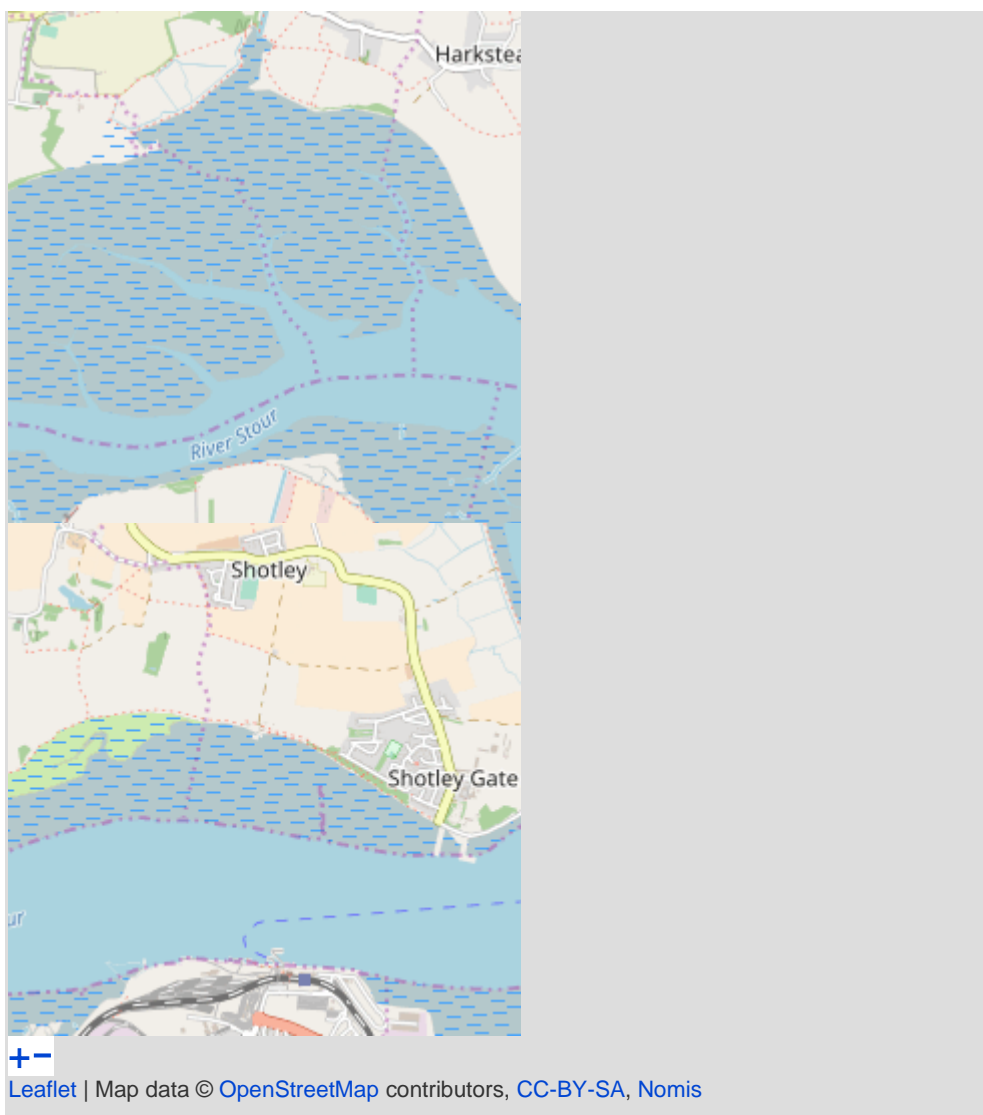 Harkstea
River Stour
Shotley
Shotley Gate
ur
+−
Leaflet | Map data © OpenStreetMap contributors, CC-BY-SA, Nomis